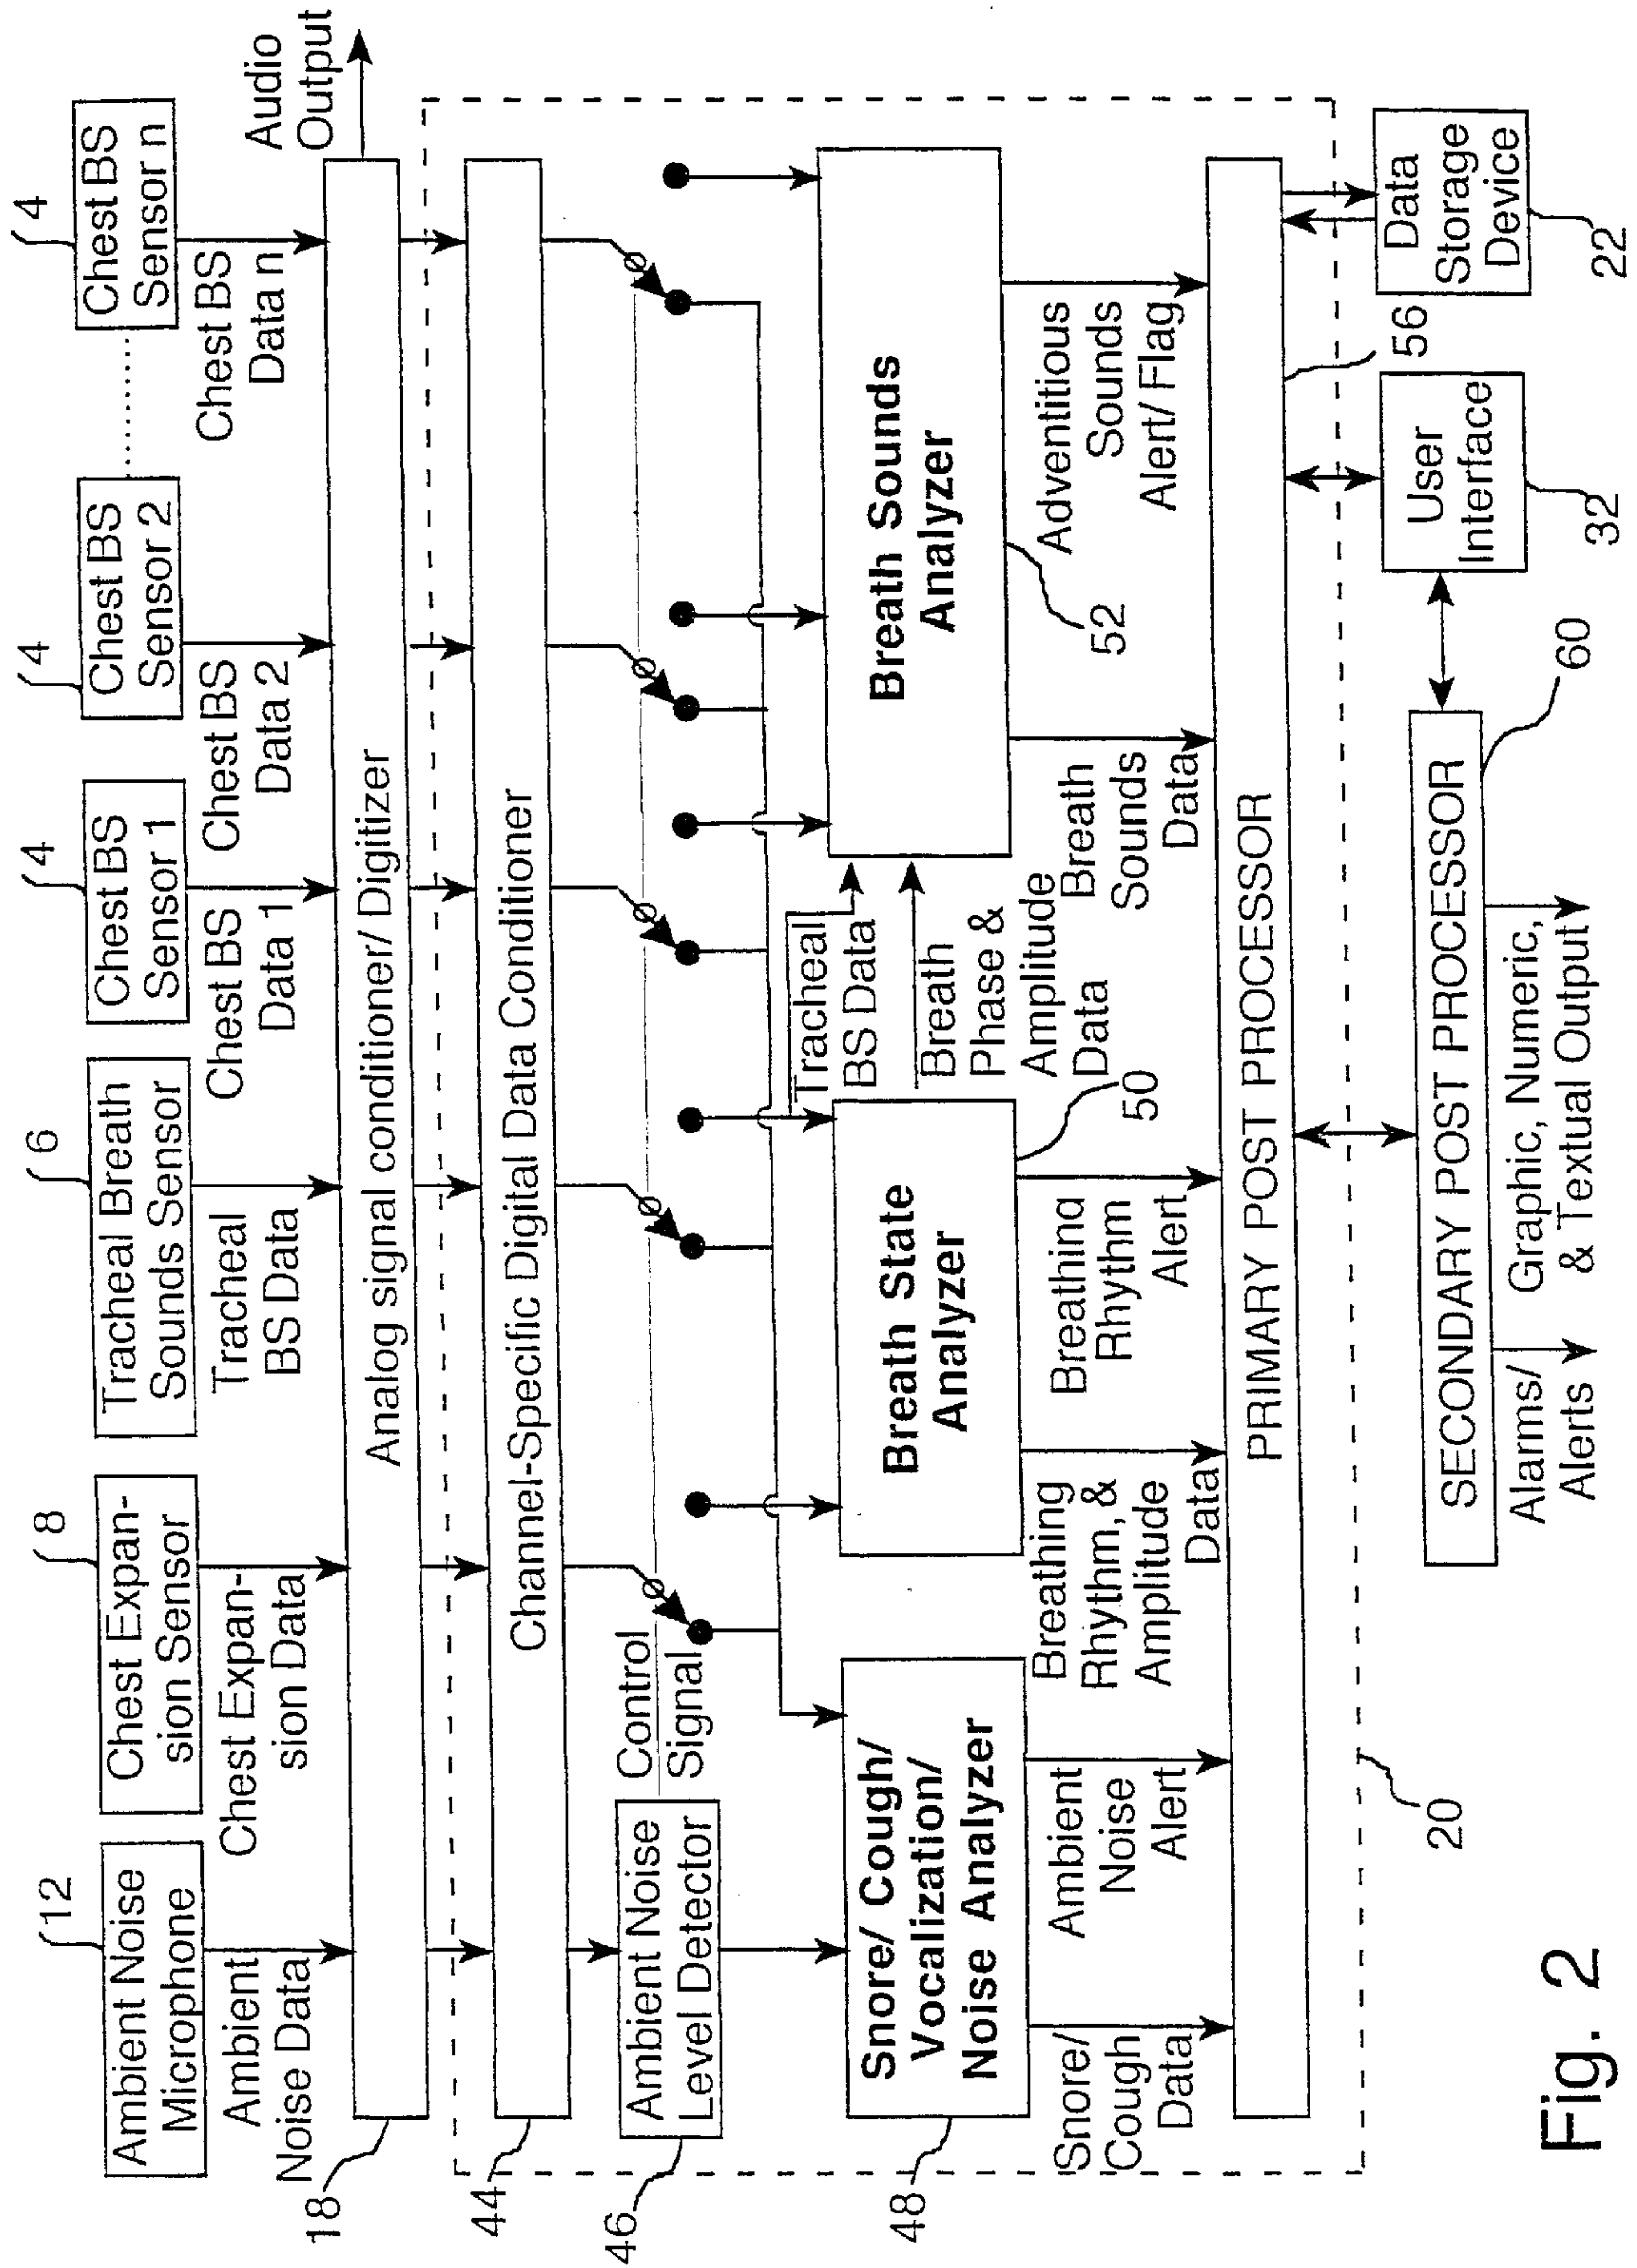 12
8
6
4
4
4
Ambient Noise
Microphone
Chest Expan-
sion Sensor
Tracheal Breath
Sounds Sensor
Chest BS
Sensor 1
Chest BS
Sensor 2
Chest BS
Sensor n
Ambient
Noise Data
Chest Expan-
sion Data
Tracheal
BS Data
Chest BS
Data 1
Chest BS
Data 2
Chest BS
Data n
Audio
Output
18
Analog signal conditioner/ Digitizer
44
Channel-Specific Digital Data Conditioner
46
Ambient Noise
Level Detector
Control
Signal
48
Snore/ Cough/
Vocalization/
Noise Analyzer
Breath State
Analyzer
50
Tracheal
BS Data
Breath
Phase &
Amplitude
Data
Breath Sounds
Analyzer
52
Snore/
Cough
Data
Ambient
Noise
Alert
Breathing
Rhythm, &
Amplitude
Data
Breathing
Rhythm
Alert
Breath
Sounds
Data
Adventitious
Sounds
Alert/ Flag
PRIMARY POST PROCESSOR
56
20
SECONDARY POST PROCESSOR
60
User
Interface
32
Data
Storage
Device
22
Alarms/
Alerts
Graphic, Numeric,
& Textual Output
Fig. 2